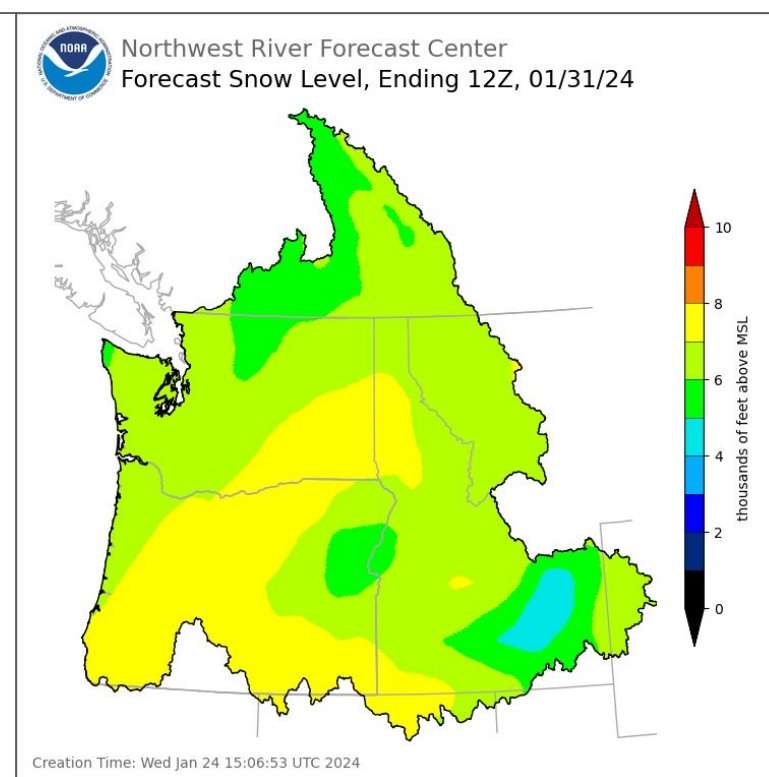 NOAA
Northwest River Forecast Center
Forecast Snow Level, Ending 12Z, 01/31/24
10
8
6
4
2
0
thousands of feet above MSL
Creation Time: Wed Jan 24 15:06:53 UTC 2024